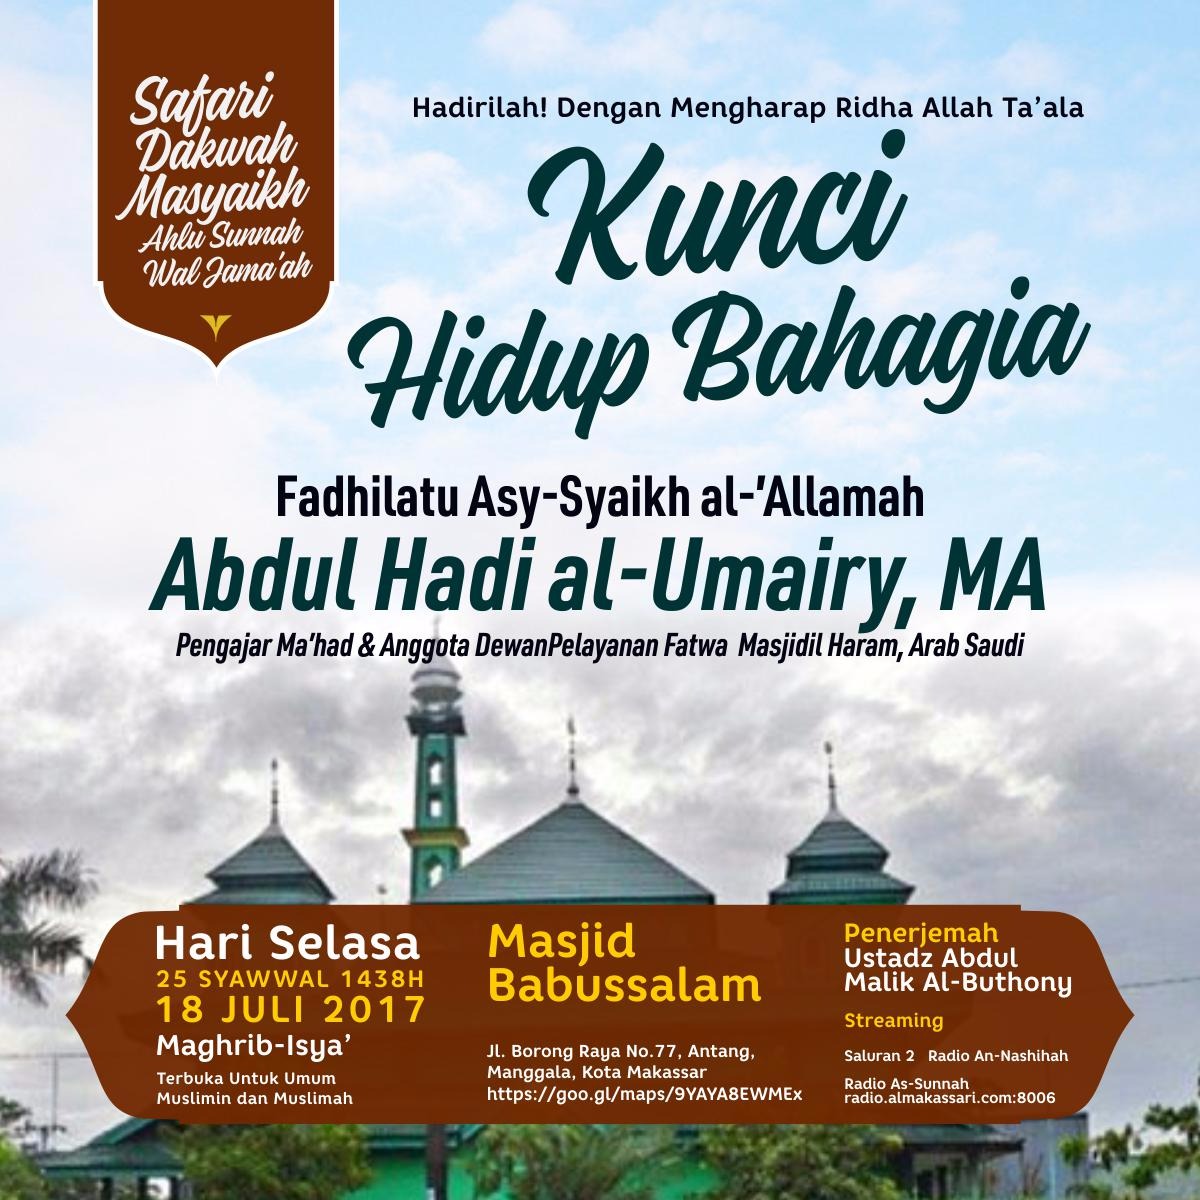 Safari
Dakwah
Masyaikh
Ahlu Sunnah
Wal Jama'ah
Hadirilah! Dengan Mengharap Ridha Allah Ta'ala
Kunci
Hidup Bahagia
Fadhilatu Asy-Syaikh al-'Allamah
Abdul Hadi al-Umairy, MA
Pengajar Ma'had & Anggota DewanPelayanan Fatwa Masjidil Haram, Arab Saudi
Hari Selasa
25 SYAWWAL 1438H
18 JULI 2017
Maghrib-Isya'
Terbuka Untuk Umum
Muslimin dan Muslimah
Masjid
Babussalam
Jl. Borong Raya No.77, Antang,
Manggala, Kota Makassar
https://goo.gl/maps/9YAYA8EWMEx
Penerjemah
Ustadz Abdul
Malik Al-Buthony
Streaming
Saluran 2 Radio An-Nashihah
Radio As-Sunnah
radio.almakassari.com:8006